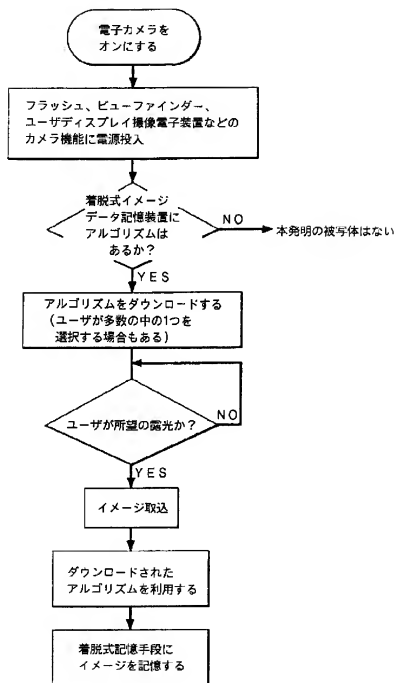 電子カメラを
オンにする
フラッシュ、ビューファインダー、
ユーザディスプレイ撮像電子装置などの
カメラ機能に電源投入
着脱式イメージ
データ記憶装置に
アルゴリズムは
あるか?
NO
本発明の被写体はない
YES
アルゴリズムをダウンロードする
(ユーザが多数の中の1つを
選択する場合もある)
ユーザが所望の露光か?
NO
YES
イメージ取込
ダウンロードされた
アルゴリズムを利用する
着脱式記憶手段に
イメージを記憶する